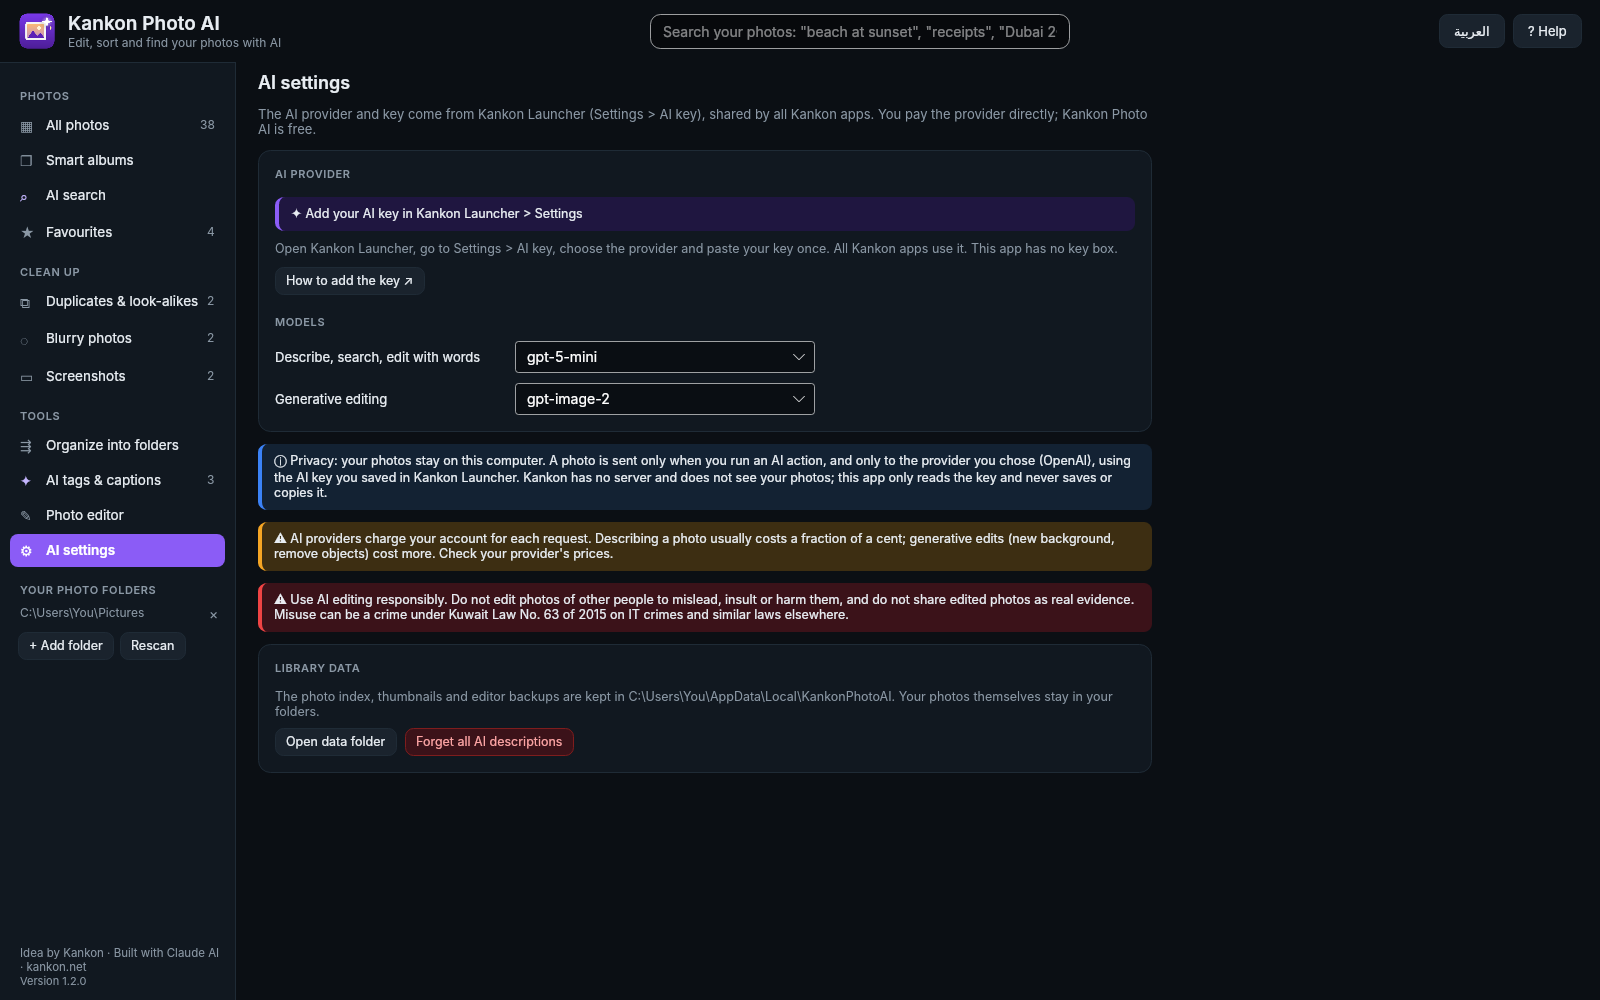 Kankon Photo AI
Edit, sort and find your photos with AI
Search your photos: "beach at sunset", "receipts", "Dubai 2
العربية
? Help
PHOTOS
All photos 38
Smart albums
AI search
Favourites 4
CLEAN UP
Duplicates & look-alikes 2
Blurry photos 2
Screenshots 2
TOOLS
Organize into folders
AI tags & captions 3
Photo editor
AI settings
YOUR PHOTO FOLDERS
C:\Users\You\Pictures ×
+ Add folder
Rescan
Idea by Kankon · Built with Claude AI
· kankon.net
Version 1.2.0
AI settings
The AI provider and key come from Kankon Launcher (Settings > AI key), shared by all Kankon apps. You pay the provider directly; Kankon Photo
AI is free.
AI PROVIDER
✦ Add your AI key in Kankon Launcher > Settings
Open Kankon Launcher, go to Settings > AI key, choose the provider and paste your key once. All Kankon apps use it. This app has no key box.
How to add the key ↗
MODELS
Describe, search, edit with words
gpt-5-mini
Generative editing
gpt-image-2
ⓘ Privacy: your photos stay on this computer. A photo is sent only when you run an AI action, and only to the provider you chose (OpenAI), using
the AI key you saved in Kankon Launcher. Kankon has no server and does not see your photos; this app only reads the key and never saves or
copies it.
⚠ AI providers charge your account for each request. Describing a photo usually costs a fraction of a cent; generative edits (new background,
remove objects) cost more. Check your provider's prices.
⚠ Use AI editing responsibly. Do not edit photos of other people to mislead, insult or harm them, and do not share edited photos as real evidence.
Misuse can be a crime under Kuwait Law No. 63 of 2015 on IT crimes and similar laws elsewhere.
LIBRARY DATA
The photo index, thumbnails and editor backups are kept in C:\Users\You\AppData\Local\KankonPhotoAI. Your photos themselves stay in your
folders.
Open data folder
Forget all AI descriptions